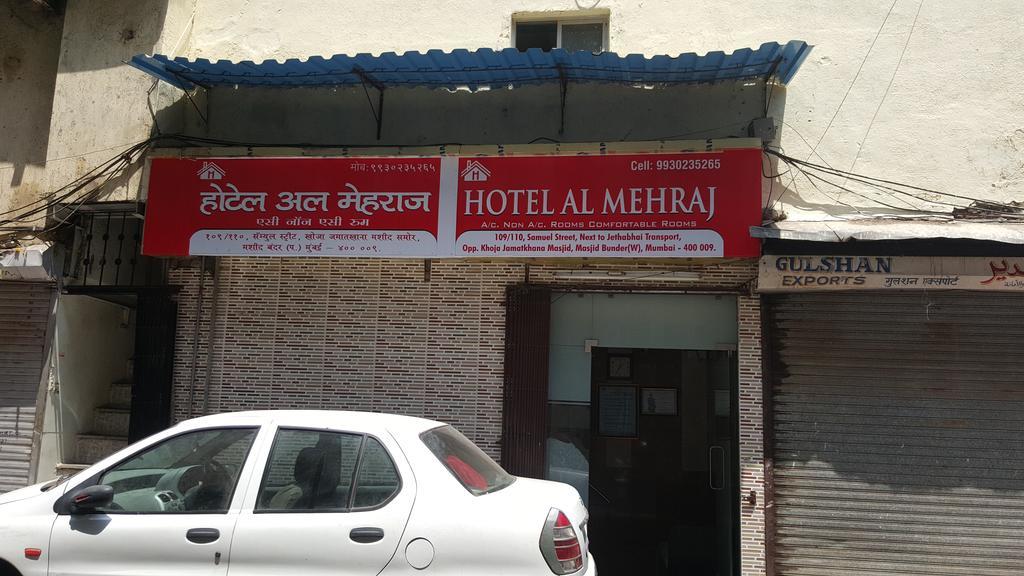 मोब: ९९३०२३५२६५
होटेल अल मेहराज
एसी नॉन एसी रुम
१०९/११०, सॅम्युल स्ट्रीट, खोजा जमातखाना मशीद समोर,
मशीद बंदर (प.) मुंबई - ४०० ००९.
Cell: 9930235265
HOTEL AL MEHRAJ
A/C. NON A/C. ROOMS COMFORTABLE ROOMS
109/110, Samuel Street, Next to Jethabhai Transport,
Opp. Khoja Jamatkhana Masjid, Masjid Bunder(W), Mumbai - 400 009.
GULSHAN
EXPORTS गुलशन एक्सपोर्ट